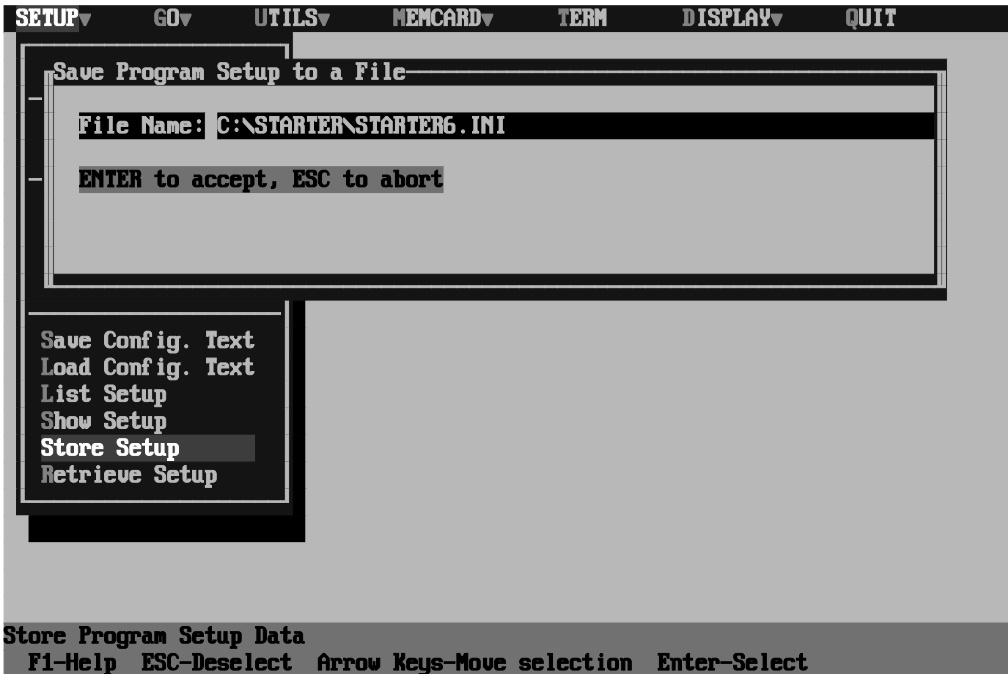 SETUP▼ GO▼ UTILS▼ MEMCARD▼ TERM DISPLAY▼ QUIT
Save Program Setup to a File
File Name: C:\STARTER\STARTER6.INI
ENTER to accept, ESC to abort
Save Config. Text
Load Config. Text
List Setup
Show Setup
Store Setup
Retrieve Setup
Store Program Setup Data
F1-Help ESC-Deselect Arrow Keys-Move selection Enter-Select